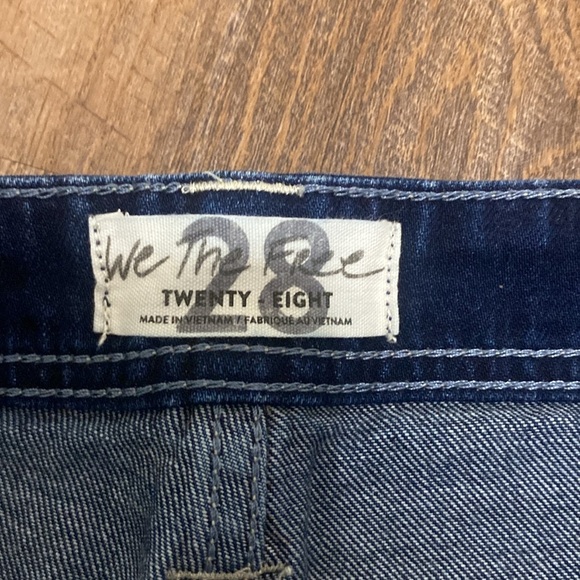 28
We The Free
TWENTY - EIGHT
MADE IN VIETNAM / FABRIQUÉ AU VIETNAM